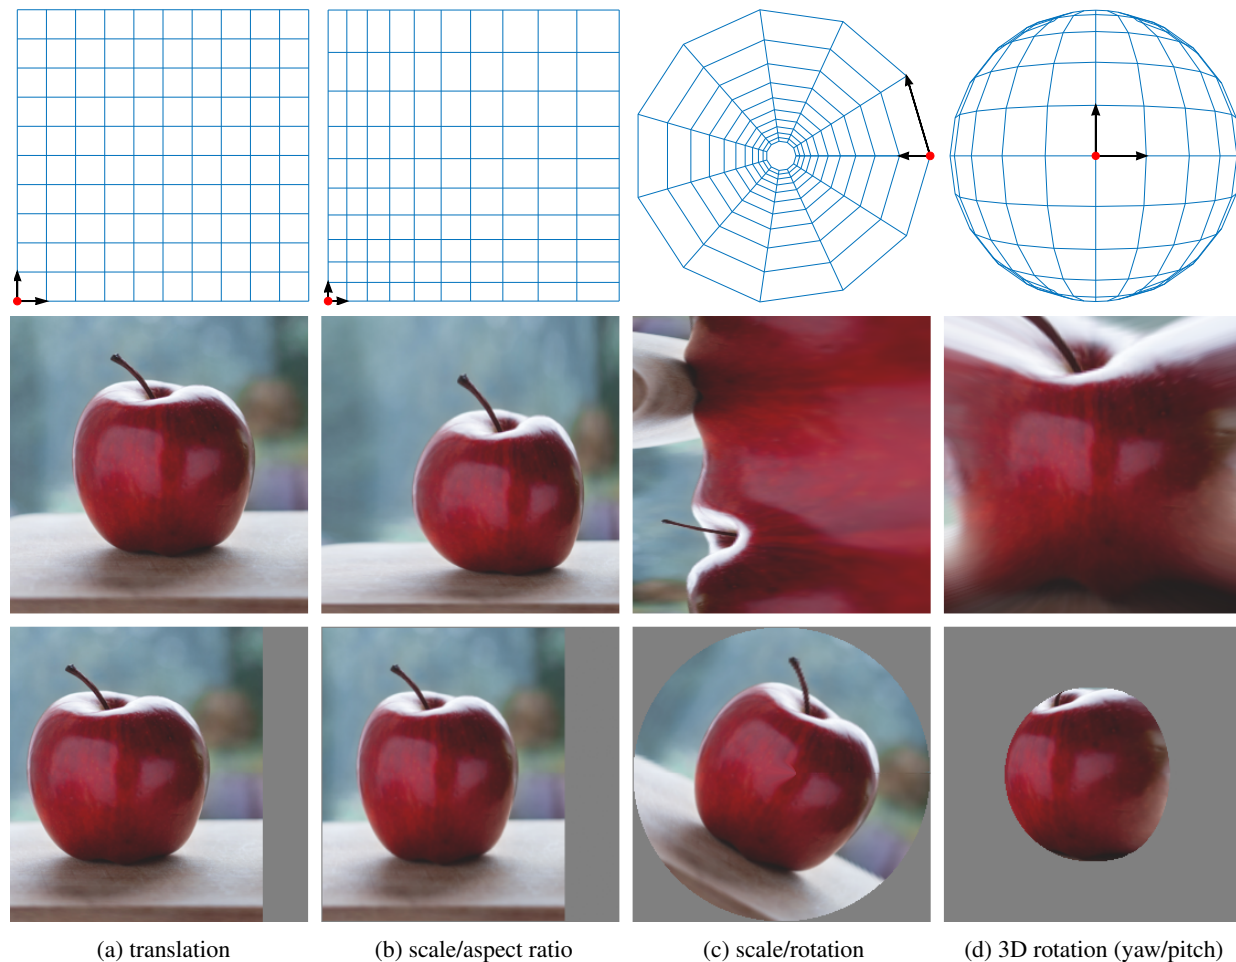 (a) translation
(b) scale/aspect ratio
(c) scale/rotation
(d) 3D rotation (yaw/pitch)